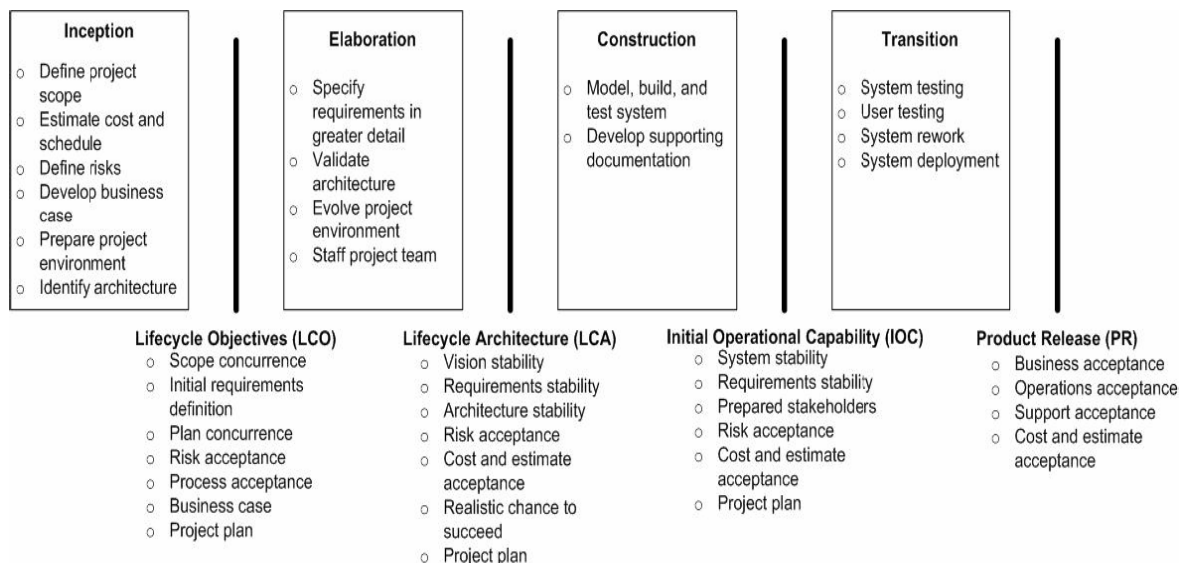 Inception
○ Define project
scope
○ Estimate cost and
schedule
○ Define risks
○ Develop business
case
○ Prepare project
environment
○ Identify architecture
Elaboration
○ Specify
requirements in
greater detail
○ Validate
architecture
○ Evolve project
environment
○ Staff project team
Construction
○ Model, build, and
test system
○ Develop supporting
documentation
Transition
○ System testing
○ User testing
○ System rework
○ System deployment
Lifecycle Objectives (LCO)
○ Scope concurrence
○ Initial requirements
definition
○ Plan concurrence
○ Risk acceptance
○ Process acceptance
○ Business case
○ Project plan
Lifecycle Architecture (LCA)
○ Vision stability
○ Requirements stability
○ Architecture stability
○ Risk acceptance
○ Cost and estimate
acceptance
○ Realistic chance to
succeed
○ Project plan
Initial Operational Capability (IOC)
○ System stability
○ Requirements stability
○ Prepared stakeholders
○ Risk acceptance
○ Cost and estimate
acceptance
○ Project plan
Product Release (PR)
○ Business acceptance
○ Operations acceptance
○ Support acceptance
○ Cost and estimate
acceptance